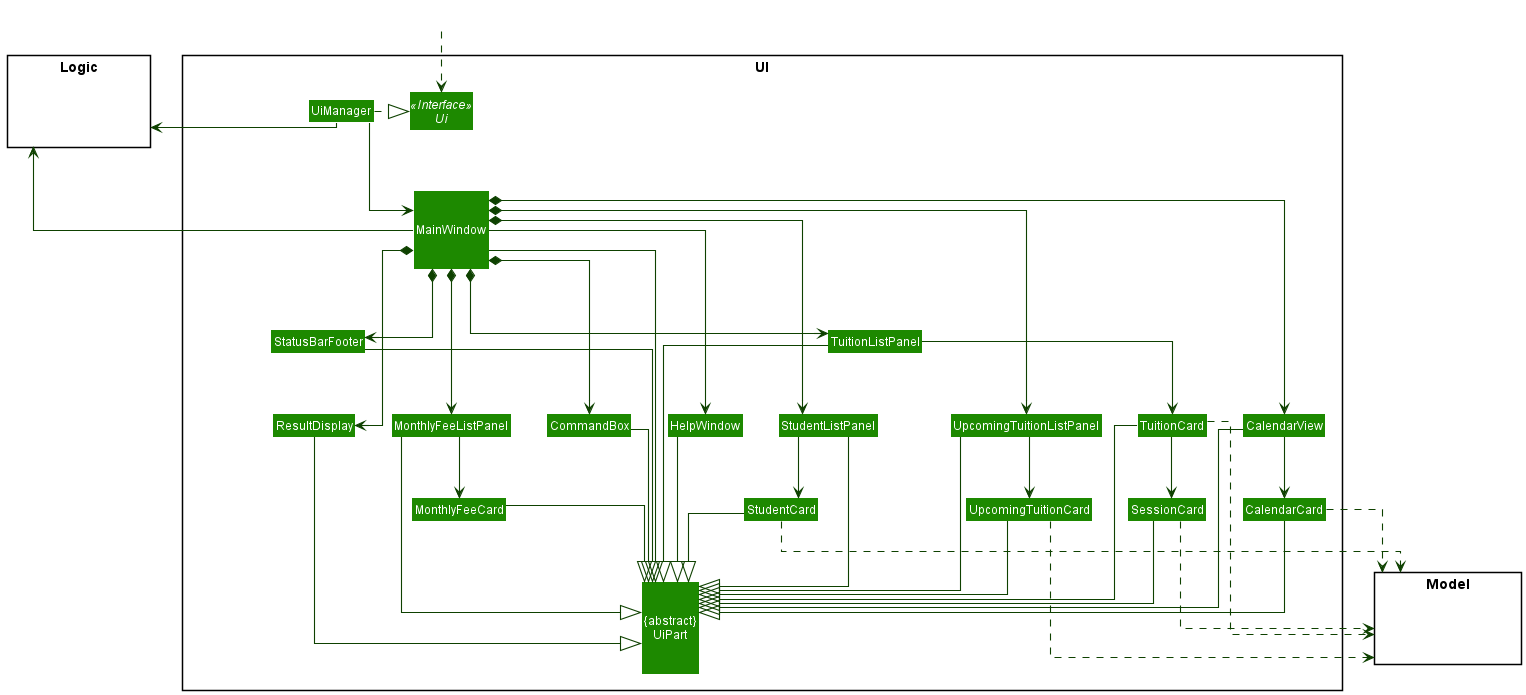 Logic
UI
UiManager
«Interface»
Ui
MainWindow
StatusBarFooter
TuitionListPanel
ResultDisplay
MonthlyFeeListPanel
CommandBox
HelpWindow
StudentListPanel
UpcomingTuitionListPanel
TuitionCard
CalendarView
MonthlyFeeCard
StudentCard
UpcomingTuitionCard
SessionCard
CalendarCard
Model
{abstract}
UiPart